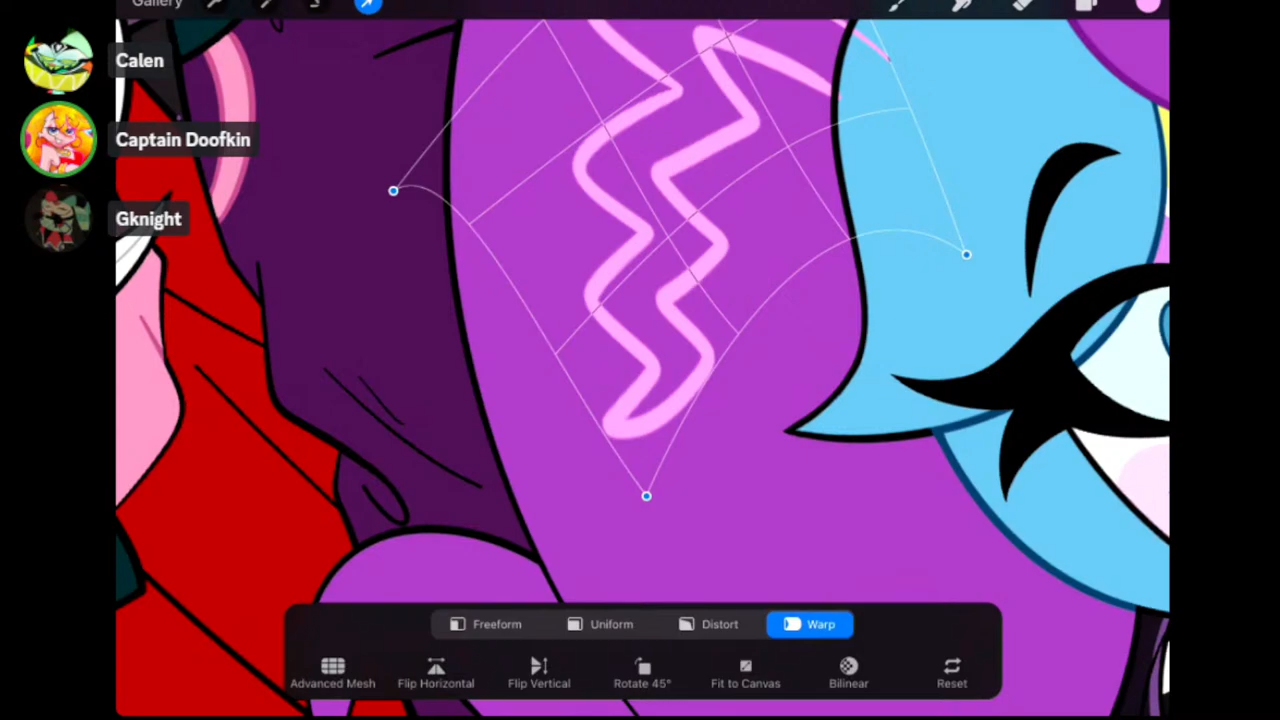 Gallery
Calen
Captain Doofkin
Gknight
Freeform
Uniform
Distort
Warp
Advanced Mesh
Flip Horizontal
Flip Vertical
Rotate 45°
Fit to Canvas
Bilinear
Reset